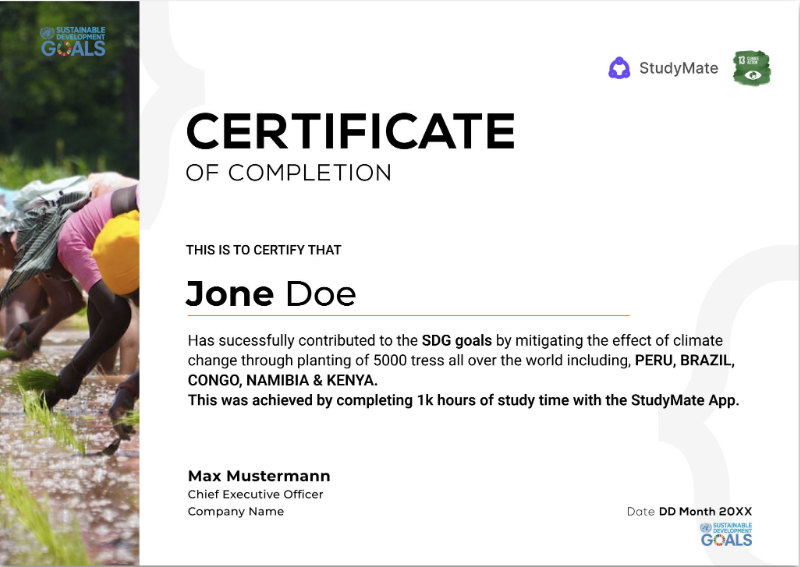 SUSTAINABLE
DEVELOPMENT
GOALS
StudyMate
13 CLIMATE
ACTION
CERTIFICATE
OF COMPLETION
THIS IS TO CERTIFY THAT
Jone Doe
Has sucessfully contributed to the SDG goals by mitigating the effect of climate
change through planting of 5000 tress all over the world including, PERU, BRAZIL,
CONGO, NAMIBIA & KENYA.
This was achieved by completing 1k hours of study time with the StudyMate App.
Max Mustermann
Chief Executive Officer
Company Name
Date DD Month 20XX
SUSTAINABLE
DEVELOPMENT
GOALS